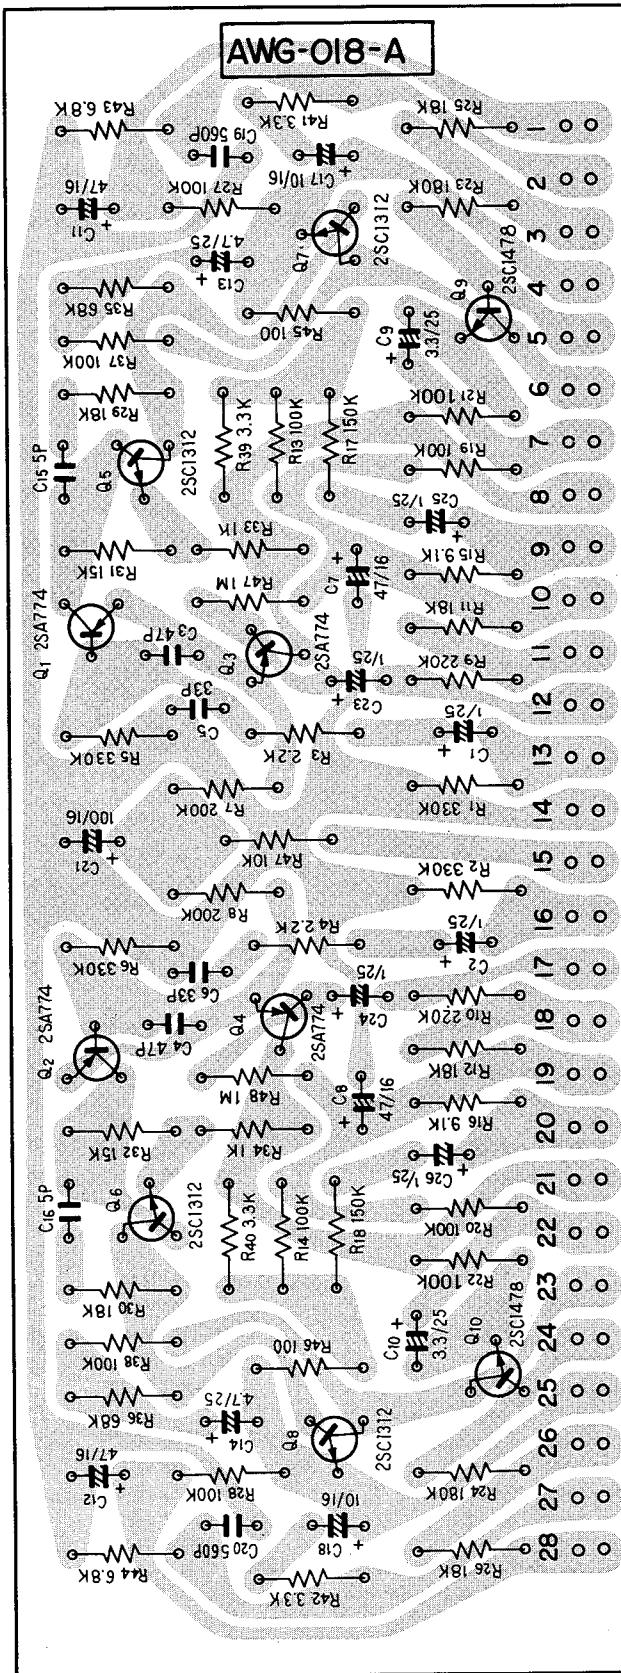 AWG-018-A
R43 6.8K
R41 3.3K
R25 18K
1
C19 560P
C17 10/16
+
47/16
C11
+
R27 100K
R23 180K
2
Q7
2SC1312
3
4.7/25
C13
+
R35 68K
R45 100
C9
3.3/25
+
Q9
2SC1478
4
5
R37 100K
6
R29 18K
R39 3.3K
R13 100K
R17 150K
R21 100K
7
C15 5P
Q5
2SC1312
R19 100K
8
C25 1/25
+
R31 15K
R33 1K
C7
47/16
+
R15 9.1K
9
R47 1M
R11 18K
10
Q1 2SA774
C3 47P
Q3
2SA774
1/25
C23
+
R9 220K
11
33P
C5
12
R5 330K
R3 2.2K
1/25
C1
+
13
R7 200K
R1 330K
14
100/16
C21
+
R47 10K
15
R8 200K
R2 330K
R6 330K
R4 2.2K
1/25
C2
+
16
C6 33P
1/25
C24
+
17
Q2 2SA774
C4 47P
Q4
2SA774
R10 220K
18
R12 18K
R48 1M
C8
47/16
+
19
R16 9.1K
R32 15K
R34 1K
20
C26 1/25
+
C16 5P
Q6
2SC1312
R40 3.3K
R14 100K
R18 150K
21
R20 100K
22
R22 100K
R30 18K
23
C10
3.3/25
+
Q10
2SC1478
R38 100K
R46 100
24
R36 68K
4.7/25
C14
+
Q8
2SC1312
25
26
47/16
C12
+
R28 100K
R24 180K
27
C20 560P
10/16
C18
+
R44 6.8K
R42 3.3K
R26 18K
28